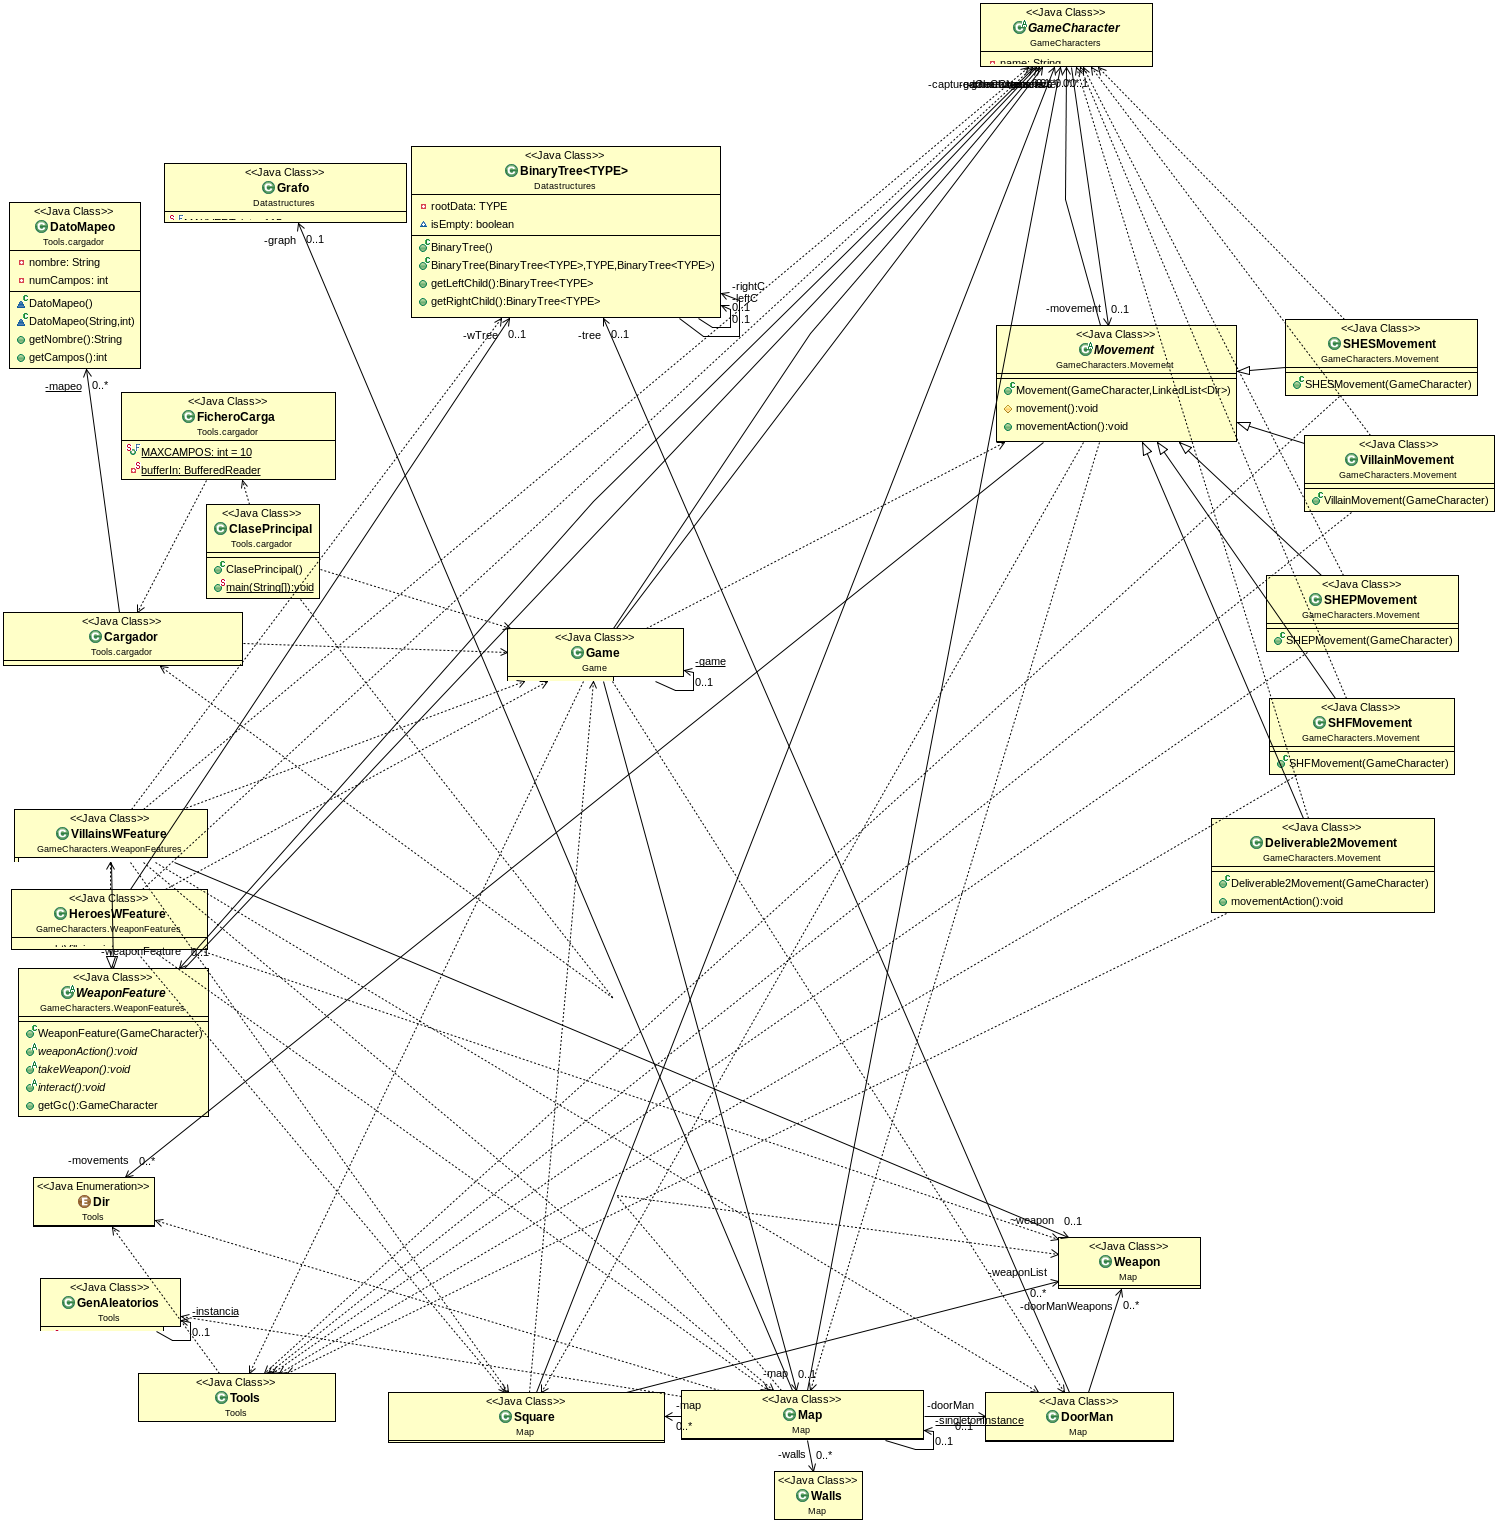 <<Java Class>>
GameCharacter
GameCharacters
name: String
0..1
<<Java Class>>
Grafo
Datastructures
-graph 0..1
<<Java Class>>
BinaryTree<TYPE>
Datastructures
rootData: TYPE
isEmpty: boolean
BinaryTree()
BinaryTree(BinaryTree<TYPE>,TYPE,BinaryTree<TYPE>)
getLeftChild():BinaryTree<TYPE>
getRightChild():BinaryTree<TYPE>
-rightC
-leftC
0..1
0..1
-wTree 0..1
-tree 0..1
<<Java Class>>
DatoMapeo
Tools.cargador
nombre: String
numCampos: int
DatoMapeo()
DatoMapeo(String,int)
getNombre():String
getCampos():int
-mapeo 0..*
<<Java Class>>
FicheroCarga
Tools.cargador
MAXCAMPOS: int = 10
bufferIn: BufferedReader
<<Java Class>>
ClasePrincipal
Tools.cargador
ClasePrincipal()
main(String[]):void
<<Java Class>>
Cargador
Tools.cargador
-movement 0..1
<<Java Class>>
Movement
GameCharacters.Movement
Movement(GameCharacter,LinkedList<Dir>)
movement():void
movementAction():void
<<Java Class>>
SHESMovement
GameCharacters.Movement
SHESMovement(GameCharacter)
<<Java Class>>
VillainMovement
GameCharacters.Movement
VillainMovement(GameCharacter)
<<Java Class>>
SHEPMovement
GameCharacters.Movement
SHEPMovement(GameCharacter)
<<Java Class>>
SHFMovement
GameCharacters.Movement
SHFMovement(GameCharacter)
<<Java Class>>
Deliverable2Movement
GameCharacters.Movement
Deliverable2Movement(GameCharacter)
movementAction():void
<<Java Class>>
Game
Game
-game
0..1
<<Java Class>>
VillainsWFeature
GameCharacters.WeaponFeatures
<<Java Class>>
HeroesWFeature
GameCharacters.WeaponFeatures
-weaponFeature 0..1
<<Java Class>>
WeaponFeature
GameCharacters.WeaponFeatures
WeaponFeature(GameCharacter)
weaponAction():void
takeWeapon():void
interact():void
getGc():GameCharacter
-movements 0..*
<<Java Enumeration>>
Dir
Tools
<<Java Class>>
GenAleatorios
Tools
-instancia
0..1
<<Java Class>>
Tools
Tools
-weapon 0..1
<<Java Class>>
Weapon
Map
-weaponList
0..*
-doorManWeapons 0..*
<<Java Class>>
Square
Map
-map
0..*
-map 0..1
<<Java Class>>
Map
Map
-doorMan
0..1
-singletonInstance
0..1
<<Java Class>>
DoorMan
Map
-walls 0..*
<<Java Class>>
Walls
Map